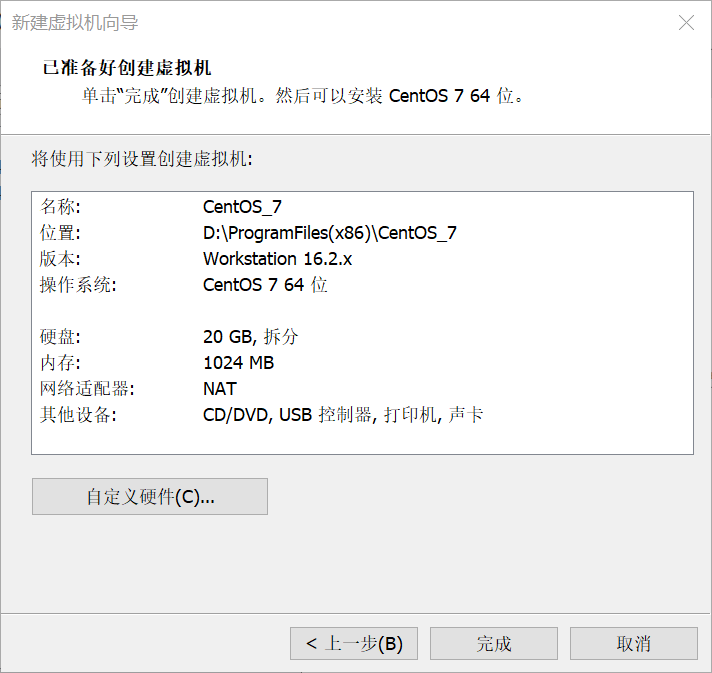 新建虚拟机向导
已准备好创建虚拟机
单击“完成”创建虚拟机。然后可以安装 CentOS 7 64 位。
将使用下列设置创建虚拟机:
名称: CentOS_7
位置: D:\ProgramFiles(x86)\CentOS_7
版本: Workstation 16.2.x
操作系统: CentOS 7 64 位
硬盘: 20 GB, 拆分
内存: 1024 MB
网络适配器: NAT
其他设备: CD/DVD, USB 控制器, 打印机, 声卡
自定义硬件(C)...
< 上一步(B) 完成 取消